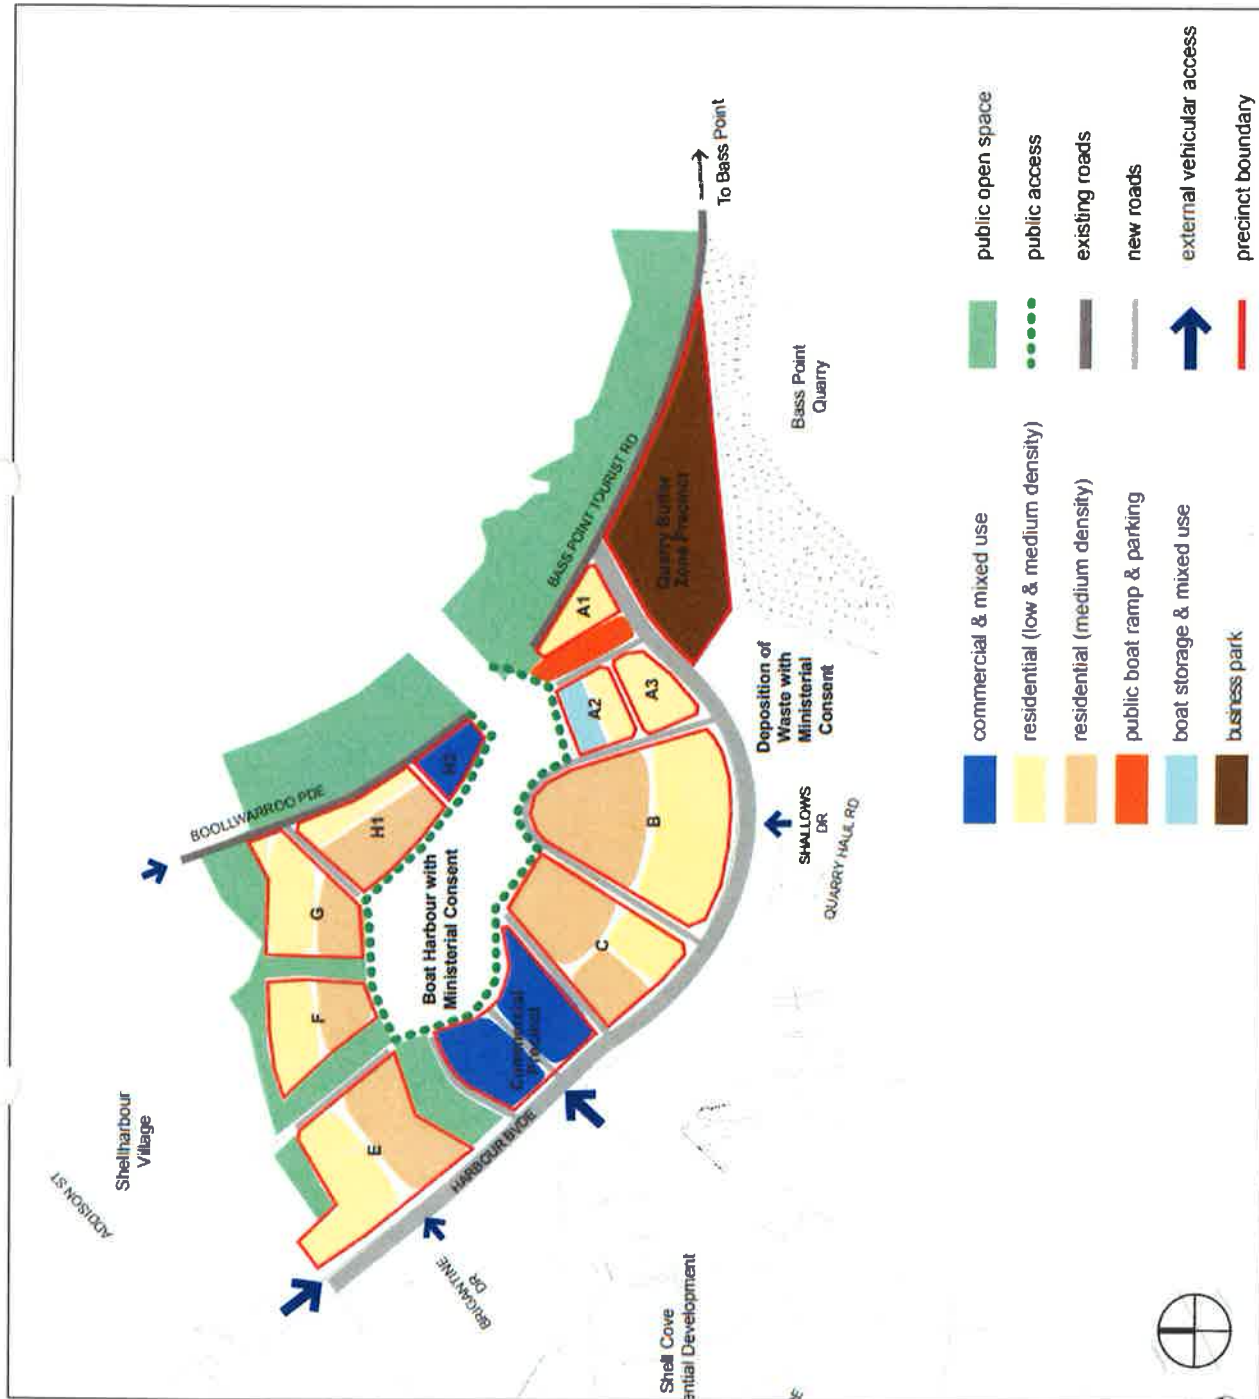 ADDISON ST
Shellharbour
Village
BOOLLWARROO PDE
To Bass Point
BASS POINT TOURIST RD
G
H1
H2
F
E
Boat Harbour with
Ministerial Consent
Commercial
Precinct
HARBOUR BVDE
BRIGANTINE
DR
C
B
A1
A2
A3
Quarry Buffer
Zone Precinct
Bass Point
Quarry
Deposition of
Waste with
Ministerial
Consent
SHALLOWS
DR
QUARRY HAUL RD
Shell Cove
ential Development
commercial & mixed use
residential (low & medium density)
residential (medium density)
public boat ramp & parking
boat storage & mixed use
business park
public open space
public access
existing roads
new roads
external vehicular access
precinct boundary